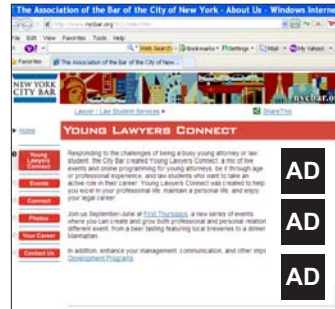 The Association of the Bar of the City of New York - About Us - Windows Interne
File Edit View Favorites Tools Help
Web Search Bookmarks Settings Mail My Yahoo!
Favorites The Association of the Bar of the City of New...
NEW YORK
CITY BAR
nycbar.o
Lawyer / Law Student Services
ShareThis
Home
YOUNG LAWYERS CONNECT
Young
Lawyers
Connect
Events
Connect
Photos
Your Career
Contact Us
Responding to the challenges of being a busy young attorney or law
student, the City Bar created Young Lawyers Connect, a mix of live
events and online programming for young attorneys, be it through age
or professional experience, and law students who want to take an
active role in their career. Young Lawyers Connect was created to help
you excel in your professional life, maintain a personal life, and enjoy
your legal career.
Join us September-June at First Thursdays, a new series of events
where you can create and grow both professional and personal relation
different event, from a beer tasting featuring local breweries to a dinner
Manhattan.
In addition, enhance your management, communication, and other impo
Development Programs
AD
AD
AD